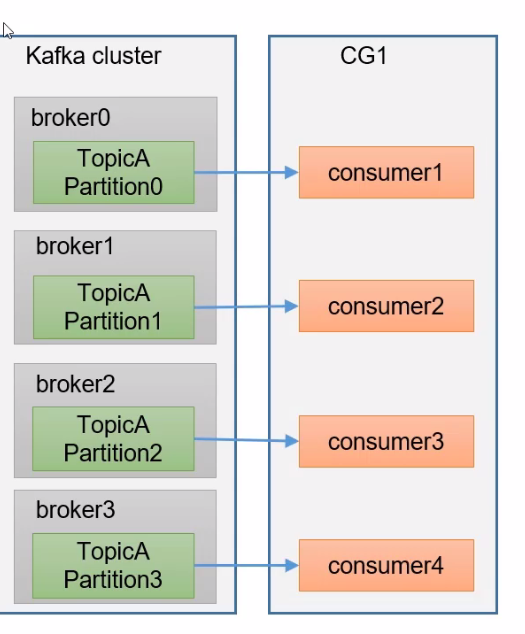 Kafka cluster
CG1
broker0
TopicA
Partition0
consumer1
broker1
TopicA
Partition1
consumer2
broker2
TopicA
Partition2
consumer3
broker3
TopicA
Partition3
consumer4